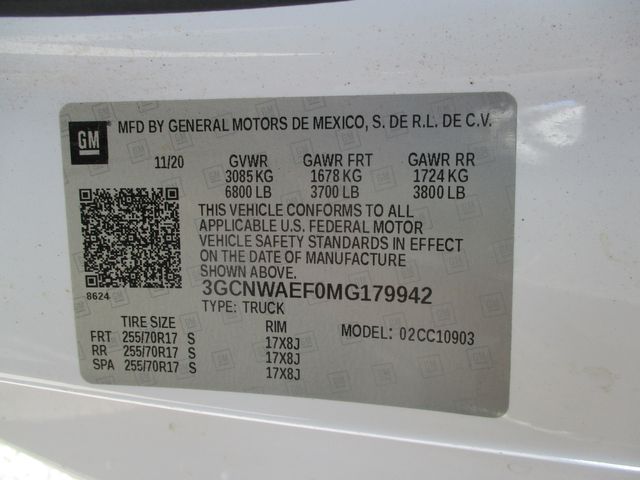 GM MFD BY GENERAL MOTORS DE MEXICO, S. DE R.L. DE C.V.
11/20 GVWR GAWR FRT GAWR RR
3085 KG 1678 KG 1724 KG
6800 LB 3700 LB 3800 LB
THIS VEHICLE CONFORMS TO ALL
APPLICABLE U.S. FEDERAL MOTOR
VEHICLE SAFETY STANDARDS IN EFFECT
ON THE DATE OF MANUFACTURE
SHOWN ABOVE.
8624
3GCNWAEF0MG179942
TYPE: TRUCK
TIRE SIZE RIM MODEL: 02CC10903
FRT 255/70R17 S 17X8J
RR 255/70R17 S 17X8J
SPA 255/70R17 S 17X8J